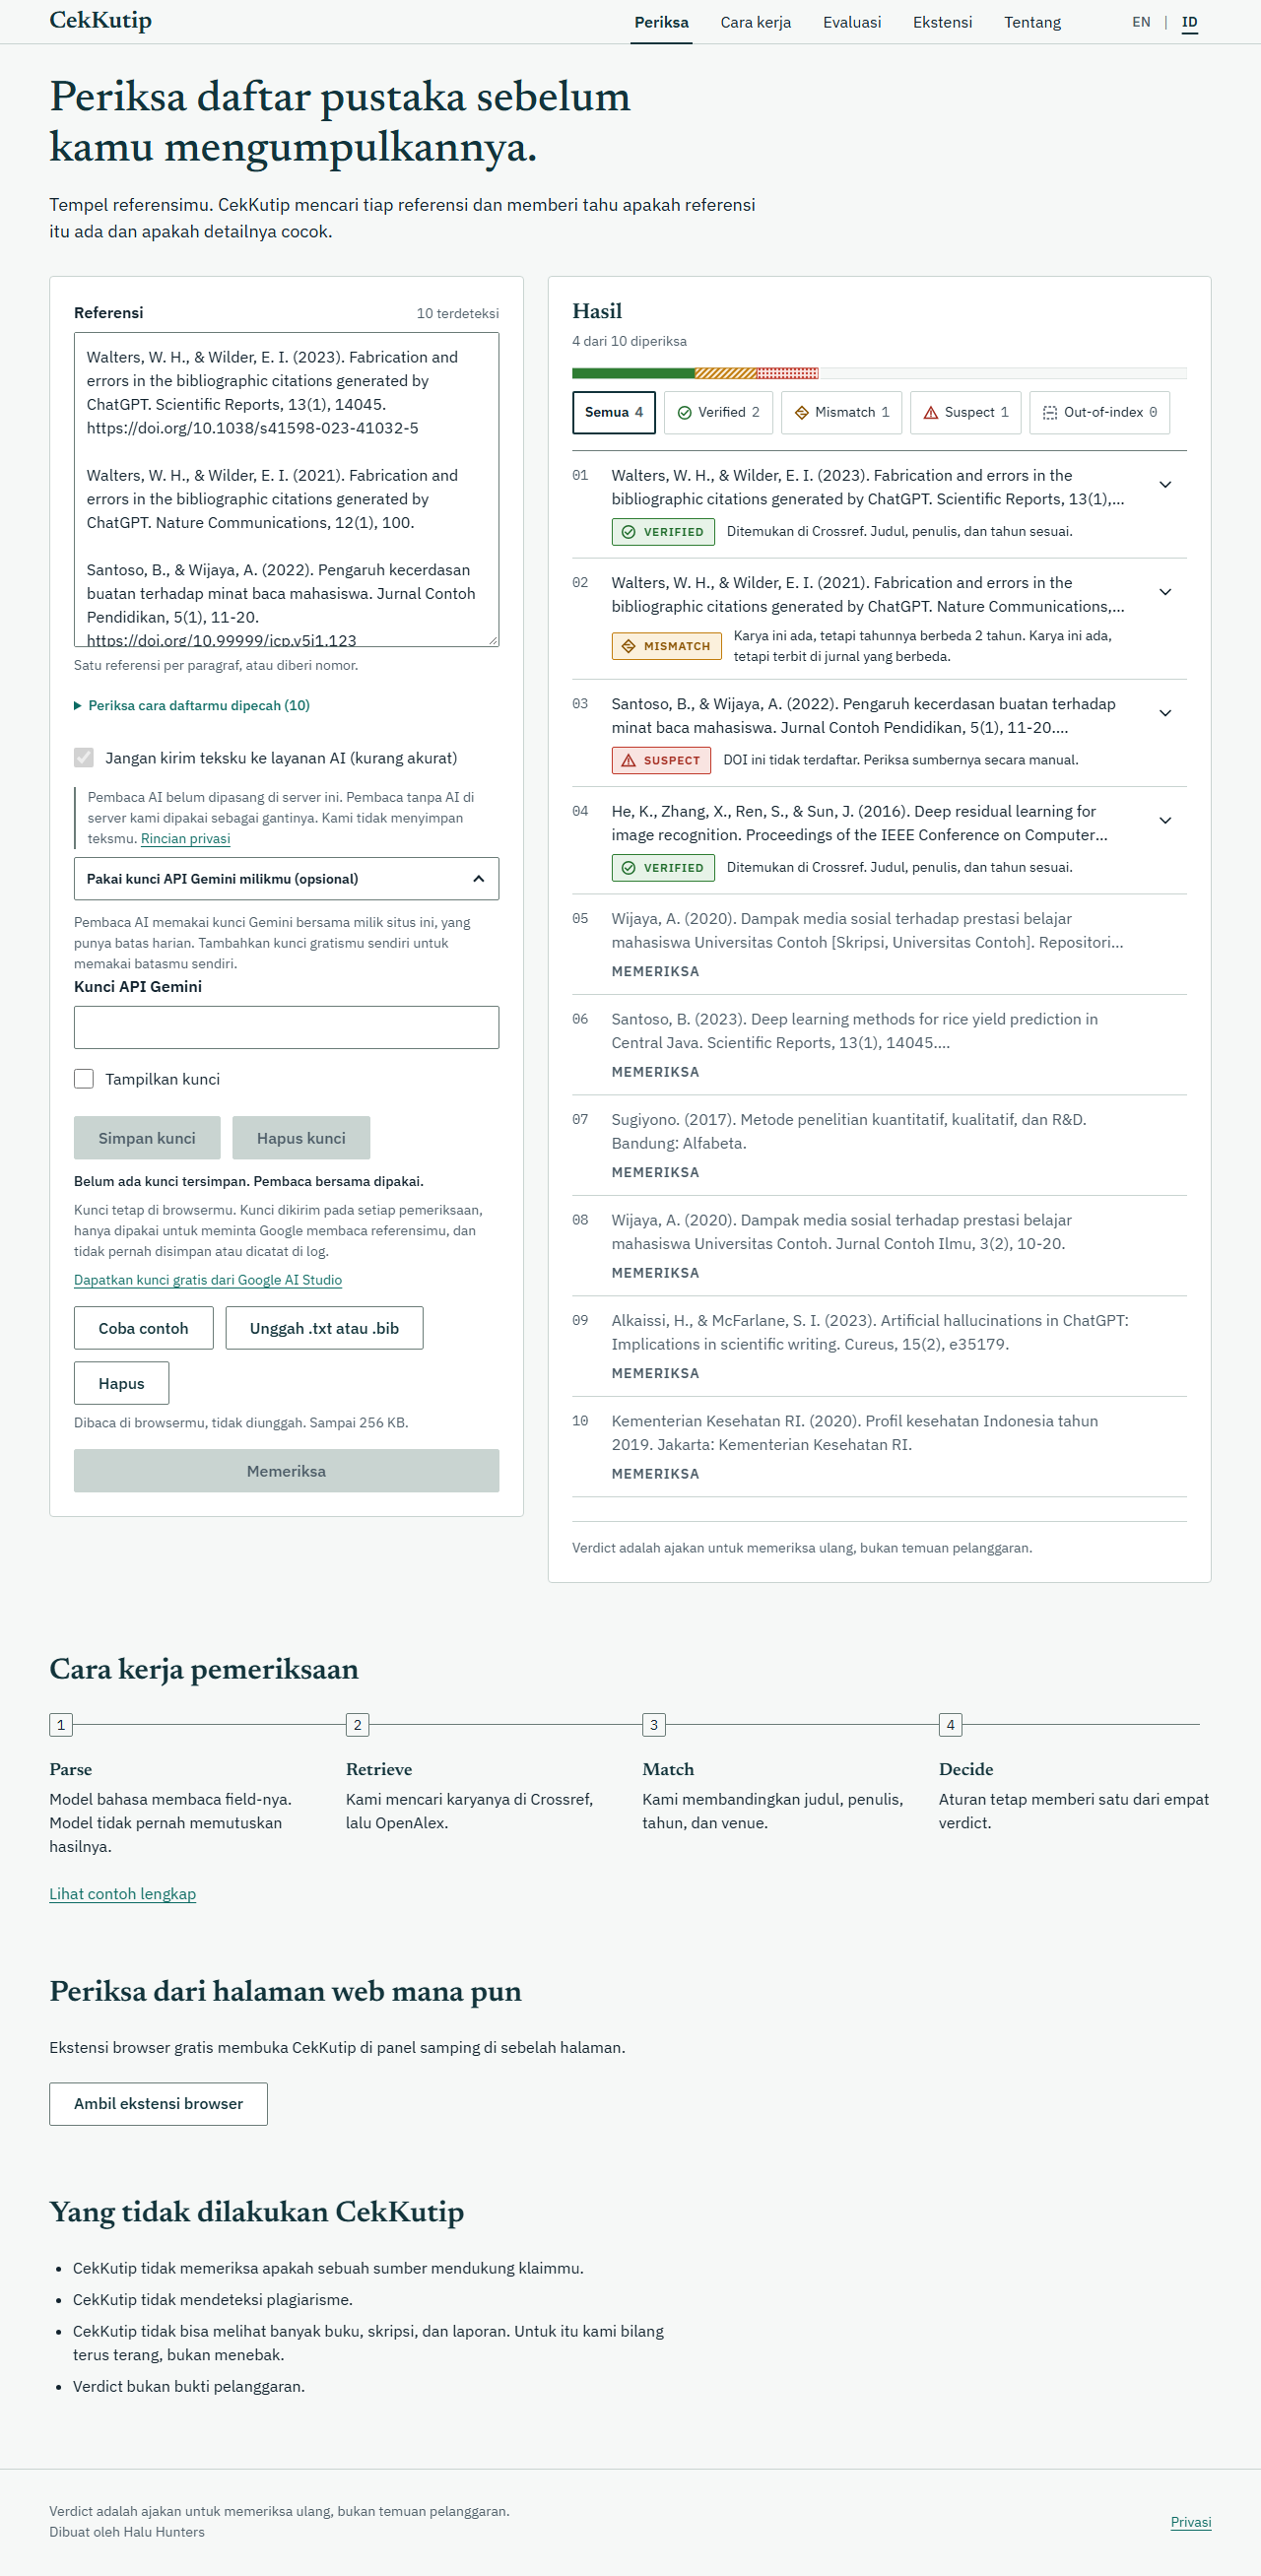 CekKutip
Periksa
Cara kerja
Evaluasi
Ekstensi
Tentang
EN | ID
Periksa daftar pustaka sebelum
kamu mengumpulkannya.
Tempel referensimu. CekKutip mencari tiap referensi dan memberi tahu apakah referensi
itu ada dan apakah detailnya cocok.
Referensi
10 terdeteksi
Walters, W. H., & Wilder, E. I. (2023). Fabrication and
errors in the bibliographic citations generated by
ChatGPT. Scientific Reports, 13(1), 14045.
https://doi.org/10.1038/s41598-023-41032-5
Walters, W. H., & Wilder, E. I. (2021). Fabrication and
errors in the bibliographic citations generated by
ChatGPT. Nature Communications, 12(1), 100.
Santoso, B., & Wijaya, A. (2022). Pengaruh kecerdasan
buatan terhadap minat baca mahasiswa. Jurnal Contoh
Pendidikan, 5(1), 11-20.
https://doi.org/10.99999/jcp.v5i1.123
Satu referensi per paragraf, atau diberi nomor.
Periksa cara daftarmu dipecah (10)
Jangan kirim teksku ke layanan AI (kurang akurat)
Pembaca AI belum dipasang di server ini. Pembaca tanpa AI di
server kami dipakai sebagai gantinya. Kami tidak menyimpan
teksmu. Rincian privasi
Pakai kunci API Gemini milikmu (opsional)
Pembaca AI memakai kunci Gemini bersama milik situs ini, yang
punya batas harian. Tambahkan kunci gratismu sendiri untuk
memakai batasmu sendiri.
Kunci API Gemini
Tampilkan kunci
Simpan kunci
Hapus kunci
Belum ada kunci tersimpan. Pembaca bersama dipakai.
Kunci tetap di browsermu. Kunci dikirim pada setiap pemeriksaan,
hanya dipakai untuk meminta Google membaca referensimu, dan
tidak pernah disimpan atau dicatat di log.
Dapatkan kunci gratis dari Google AI Studio
Coba contoh
Unggah .txt atau .bib
Hapus
Dibaca di browsermu, tidak diunggah. Sampai 256 KB.
Memeriksa
Hasil
4 dari 10 diperiksa
Semua 4
Verified 2
Mismatch 1
Suspect 1
Out-of-index 0
01 Walters, W. H., & Wilder, E. I. (2023). Fabrication and errors in the
bibliographic citations generated by ChatGPT. Scientific Reports, 13(1),...
VERIFIED Ditemukan di Crossref. Judul, penulis, dan tahun sesuai.
02 Walters, W. H., & Wilder, E. I. (2021). Fabrication and errors in the
bibliographic citations generated by ChatGPT. Nature Communications,...
MISMATCH Karya ini ada, tetapi tahunnya berbeda 2 tahun. Karya ini ada,
tetapi terbit di jurnal yang berbeda.
03 Santoso, B., & Wijaya, A. (2022). Pengaruh kecerdasan buatan terhadap
minat baca mahasiswa. Jurnal Contoh Pendidikan, 5(1), 11-20....
SUSPECT DOI ini tidak terdaftar. Periksa sumbernya secara manual.
04 He, K., Zhang, X., Ren, S., & Sun, J. (2016). Deep residual learning for
image recognition. Proceedings of the IEEE Conference on Computer...
VERIFIED Ditemukan di Crossref. Judul, penulis, dan tahun sesuai.
05 Wijaya, A. (2020). Dampak media sosial terhadap prestasi belajar
mahasiswa Universitas Contoh [Skripsi, Universitas Contoh]. Repositori...
MEMERIKSA
06 Santoso, B. (2023). Deep learning methods for rice yield prediction in
Central Java. Scientific Reports, 13(1), 14045....
MEMERIKSA
07 Sugiyono. (2017). Metode penelitian kuantitatif, kualitatif, dan R&D.
Bandung: Alfabeta.
MEMERIKSA
08 Wijaya, A. (2020). Dampak media sosial terhadap prestasi belajar
mahasiswa Universitas Contoh. Jurnal Contoh Ilmu, 3(2), 10-20.
MEMERIKSA
09 Alkaissi, H., & McFarlane, S. I. (2023). Artificial hallucinations in ChatGPT:
Implications in scientific writing. Cureus, 15(2), e35179.
MEMERIKSA
10 Kementerian Kesehatan RI. (2020). Profil kesehatan Indonesia tahun
2019. Jakarta: Kementerian Kesehatan RI.
MEMERIKSA
Verdict adalah ajakan untuk memeriksa ulang, bukan temuan pelanggaran.
Cara kerja pemeriksaan
1
Parse
Model bahasa membaca field-nya.
Model tidak pernah memutuskan
hasilnya.
2
Retrieve
Kami mencari karyanya di Crossref,
lalu OpenAlex.
3
Match
Kami membandingkan judul, penulis,
tahun, dan venue.
4
Decide
Aturan tetap memberi satu dari empat
verdict.
Lihat contoh lengkap
Periksa dari halaman web mana pun
Ekstensi browser gratis membuka CekKutip di panel samping di sebelah halaman.
Ambil ekstensi browser
Yang tidak dilakukan CekKutip
• CekKutip tidak memeriksa apakah sebuah sumber mendukung klaimmu.
• CekKutip tidak mendeteksi plagiarisme.
• CekKutip tidak bisa melihat banyak buku, skripsi, dan laporan. Untuk itu kami bilang
terus terang, bukan menebak.
• Verdict bukan bukti pelanggaran.
Verdict adalah ajakan untuk memeriksa ulang, bukan temuan pelanggaran.
Dibuat oleh Halu Hunters
Privasi